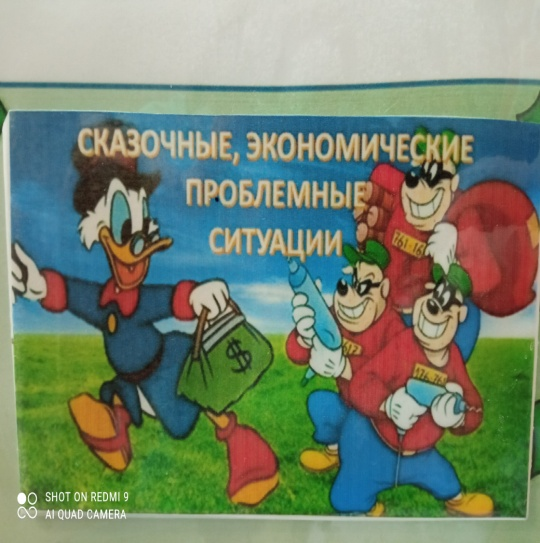 СКАЗОЧНЫЕ, ЭКОНОМИЧЕСКИЕ
ПРОБЛЕМНЫЕ
СИТУАЦИИ
$
SHOT ON REDMI 9
AI QUAD CAMERA